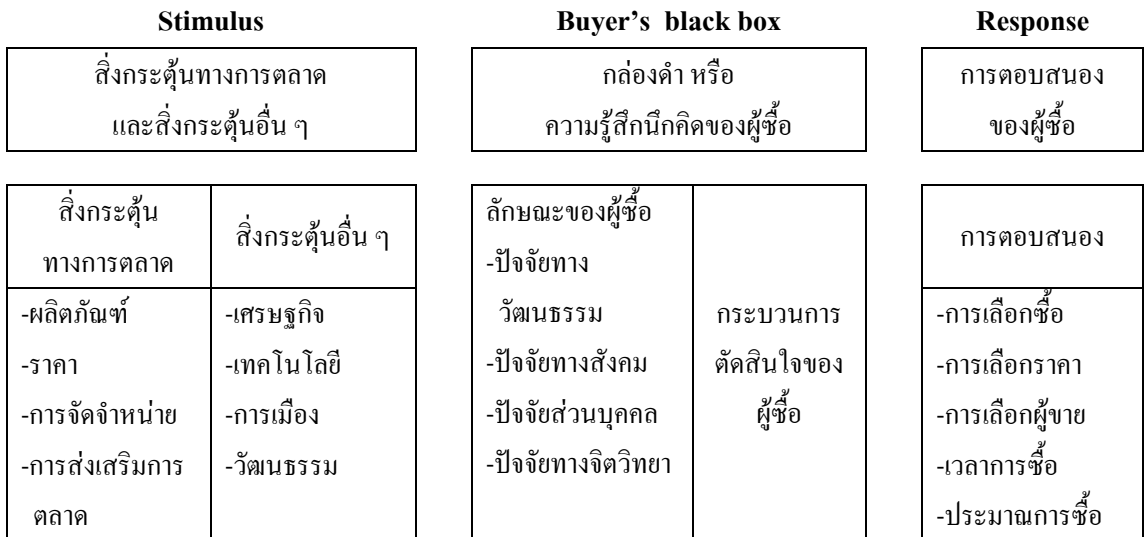 Stimulus
Buyer's black box
Response
สิ่งกระตุ้นทางการตลาด
และสิ่งกระตุ้นอื่น ๆ
กล่องดำ หรือ
ความรู้สึกนึกคิดของผู้ซื้อ
การตอบสนอง
ของผู้ซื้อ
สิ่งกระตุ้น
ทางการตลาด
สิ่งกระตุ้นอื่น ๆ
-ผลิตภัณฑ์
-ราคา
-การจัดจำหน่าย
-การส่งเสริมการ
ตลาด
-เศรษฐกิจ
-เทคโนโลยี
-การเมือง
-วัฒนธรรม
ลักษณะของผู้ซื้อ
-ปัจจัยทาง
วัฒนธรรม
-ปัจจัยทางสังคม
-ปัจจัยส่วนบุคคล
-ปัจจัยทางจิตวิทยา
กระบวนการ
ตัดสินใจของ
ผู้ซื้อ
การตอบสนอง
-การเลือกซื้อ
-การเลือกราคา
-การเลือกผู้ขาย
-เวลาการซื้อ
-ประมาณการซื้อ